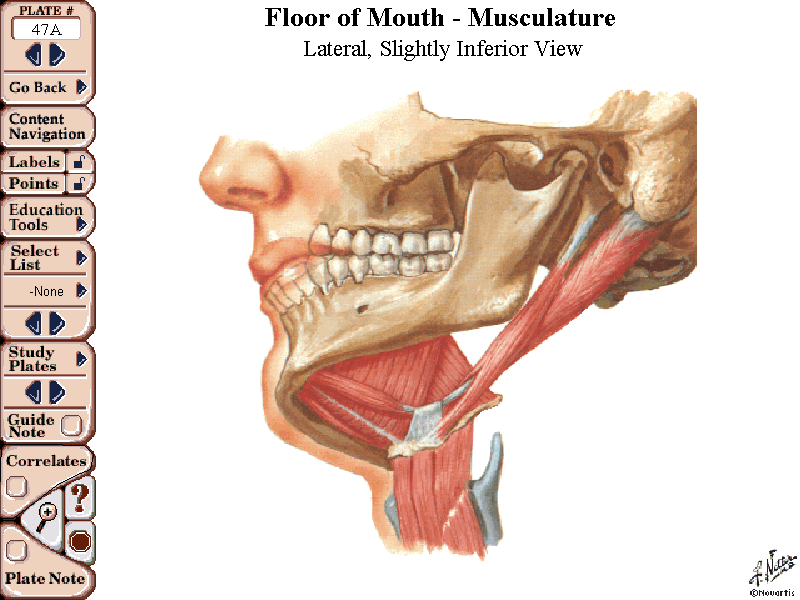 PLATE #
47A
Go Back
Content
Navigation
Labels
Points
Education
Tools
Select
List
-None
Study
Plates
Guide
Note
Correlates
?
Plate Note
Floor of Mouth - Musculature
Lateral, Slightly Inferior View
F. Netter
©Novartis